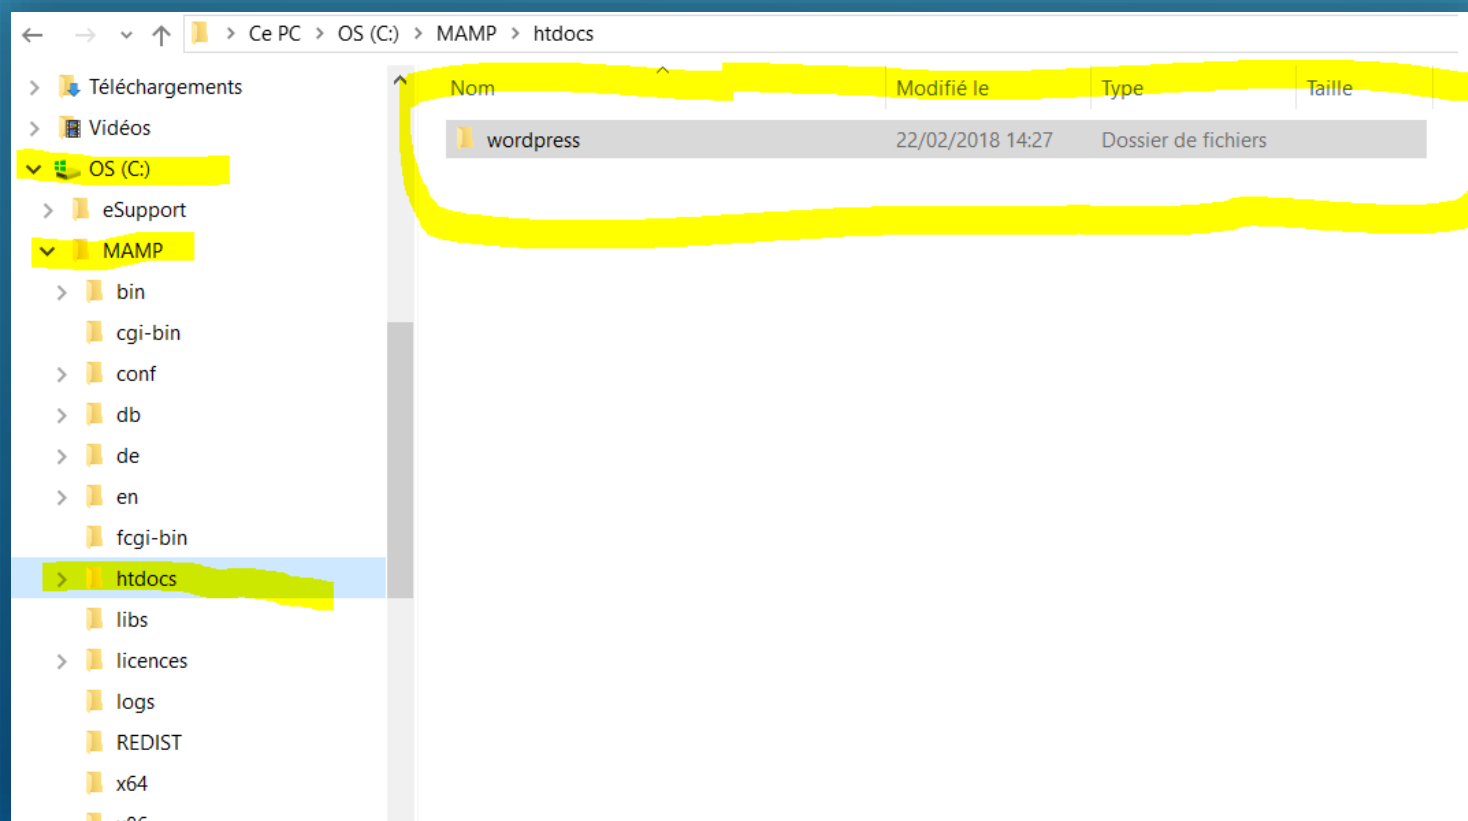 Ce PC > OS (C:) > MAMP > htdocs
Téléchargements
Vidéos
OS (C:)
eSupport
MAMP
bin
cgi-bin
conf
db
de
en
fcgi-bin
htdocs
libs
licences
logs
REDIST
x64
Nom Modifié le Type Taille
wordpress 22/02/2018 14:27 Dossier de fichiers